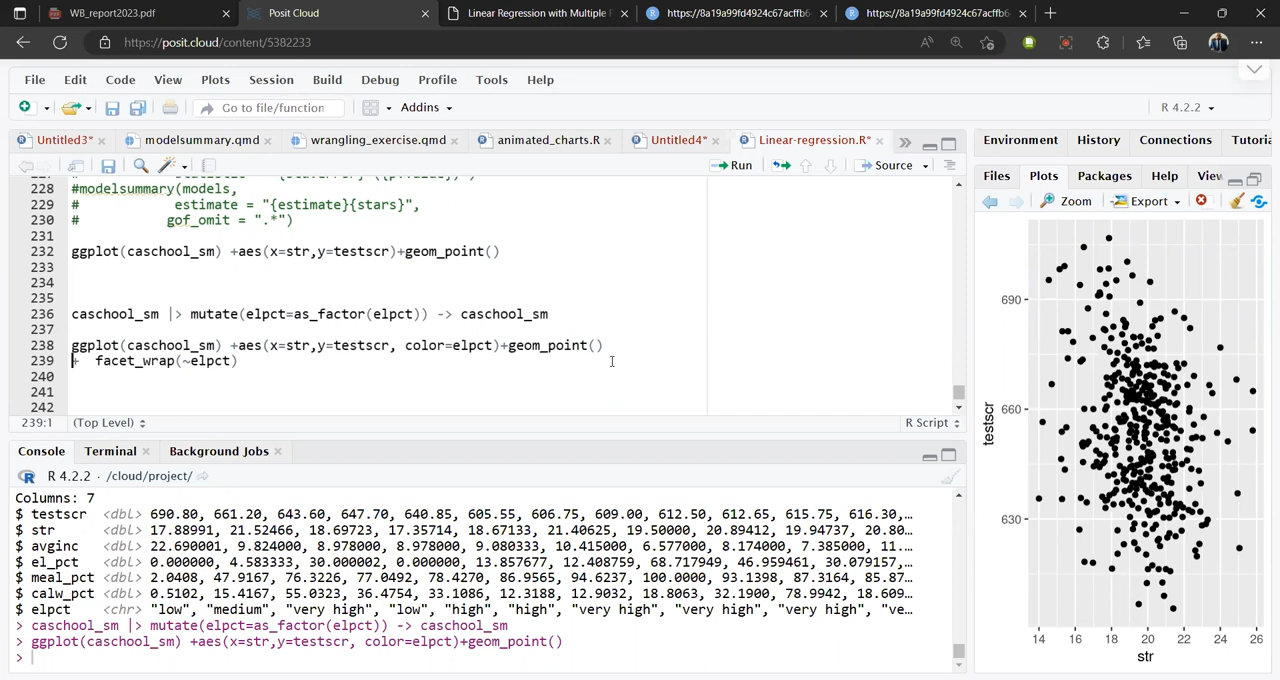 WB_report2023.pdf
Posit Cloud
Linear Regression with Multiple
https://8a19a99fd4924c67acffb6
https://8a19a99fd4924c67acffb6
https://posit.cloud/content/5382233
File Edit Code View Plots Session Build Debug Profile Tools Help
Go to file/function
Addins
R 4.2.2
Untitled3*
modelsummary.qmd
wrangling_exercise.qmd
animated_charts.R
Untitled4*
Linear-regression.R*
Run
Source
228 #modelsummary(models,
229 # estimate = "{estimate}{stars}",
230 # gof_omit = ".*")
231
232 ggplot(caschool_sm) +aes(x=str,y=testscr)+geom_point()
233
234
235
236 caschool_sm |> mutate(elpct=as_factor(elpct)) -> caschool_sm
237
238 ggplot(caschool_sm) +aes(x=str,y=testscr, color=elpct)+geom_point()
239 + facet_wrap(~elpct)
240
241
242
239:1 (Top Level) R Script
Console Terminal Background Jobs
R 4.2.2 · /cloud/project/
Columns: 7
$ testscr <dbl> 690.80, 661.20, 643.60, 647.70, 640.85, 605.55, 606.75, 609.00, 612.50, 612.65, 615.75, 616.30,…
$ str <dbl> 17.88991, 21.52466, 18.69723, 17.35714, 18.67133, 21.40625, 19.50000, 20.89412, 19.94737, 20.80…
$ avginc <dbl> 22.690001, 9.824000, 8.978000, 8.978000, 9.080333, 10.415000, 6.577000, 8.174000, 7.385000, 11.…
$ el_pct <dbl> 0.000000, 4.583333, 30.000002, 0.000000, 13.857677, 12.408759, 68.717949, 46.959461, 30.079157,…
$ meal_pct <dbl> 2.0408, 47.9167, 76.3226, 77.0492, 78.4270, 86.9565, 94.6237, 100.0000, 93.1398, 87.3164, 85.87…
$ calw_pct <dbl> 0.5102, 15.4167, 55.0323, 36.4754, 33.1086, 12.3188, 12.9032, 18.8063, 32.1900, 78.9942, 18.609…
$ elpct <chr> "low", "medium", "very high", "low", "high", "high", "very high", "very high", "very high", "ve…
> caschool_sm |> mutate(elpct=as_factor(elpct)) -> caschool_sm
> ggplot(caschool_sm) +aes(x=str,y=testscr, color=elpct)+geom_point()
>
Environment History Connections Tutoria
Files Plots Packages Help View
Zoom Export
690
660
630
testscr
14 16 18 20 22 24 26
str